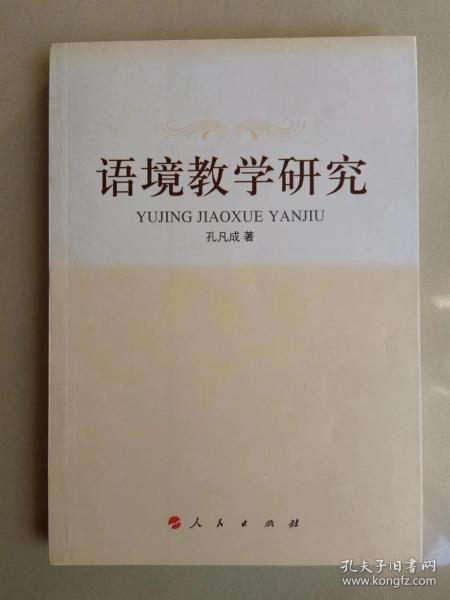 语境教学研究
YUJING JIAOXUE YANJIU
孔凡成 著
人民出版社
孔夫子旧书网
www.kongfz.com